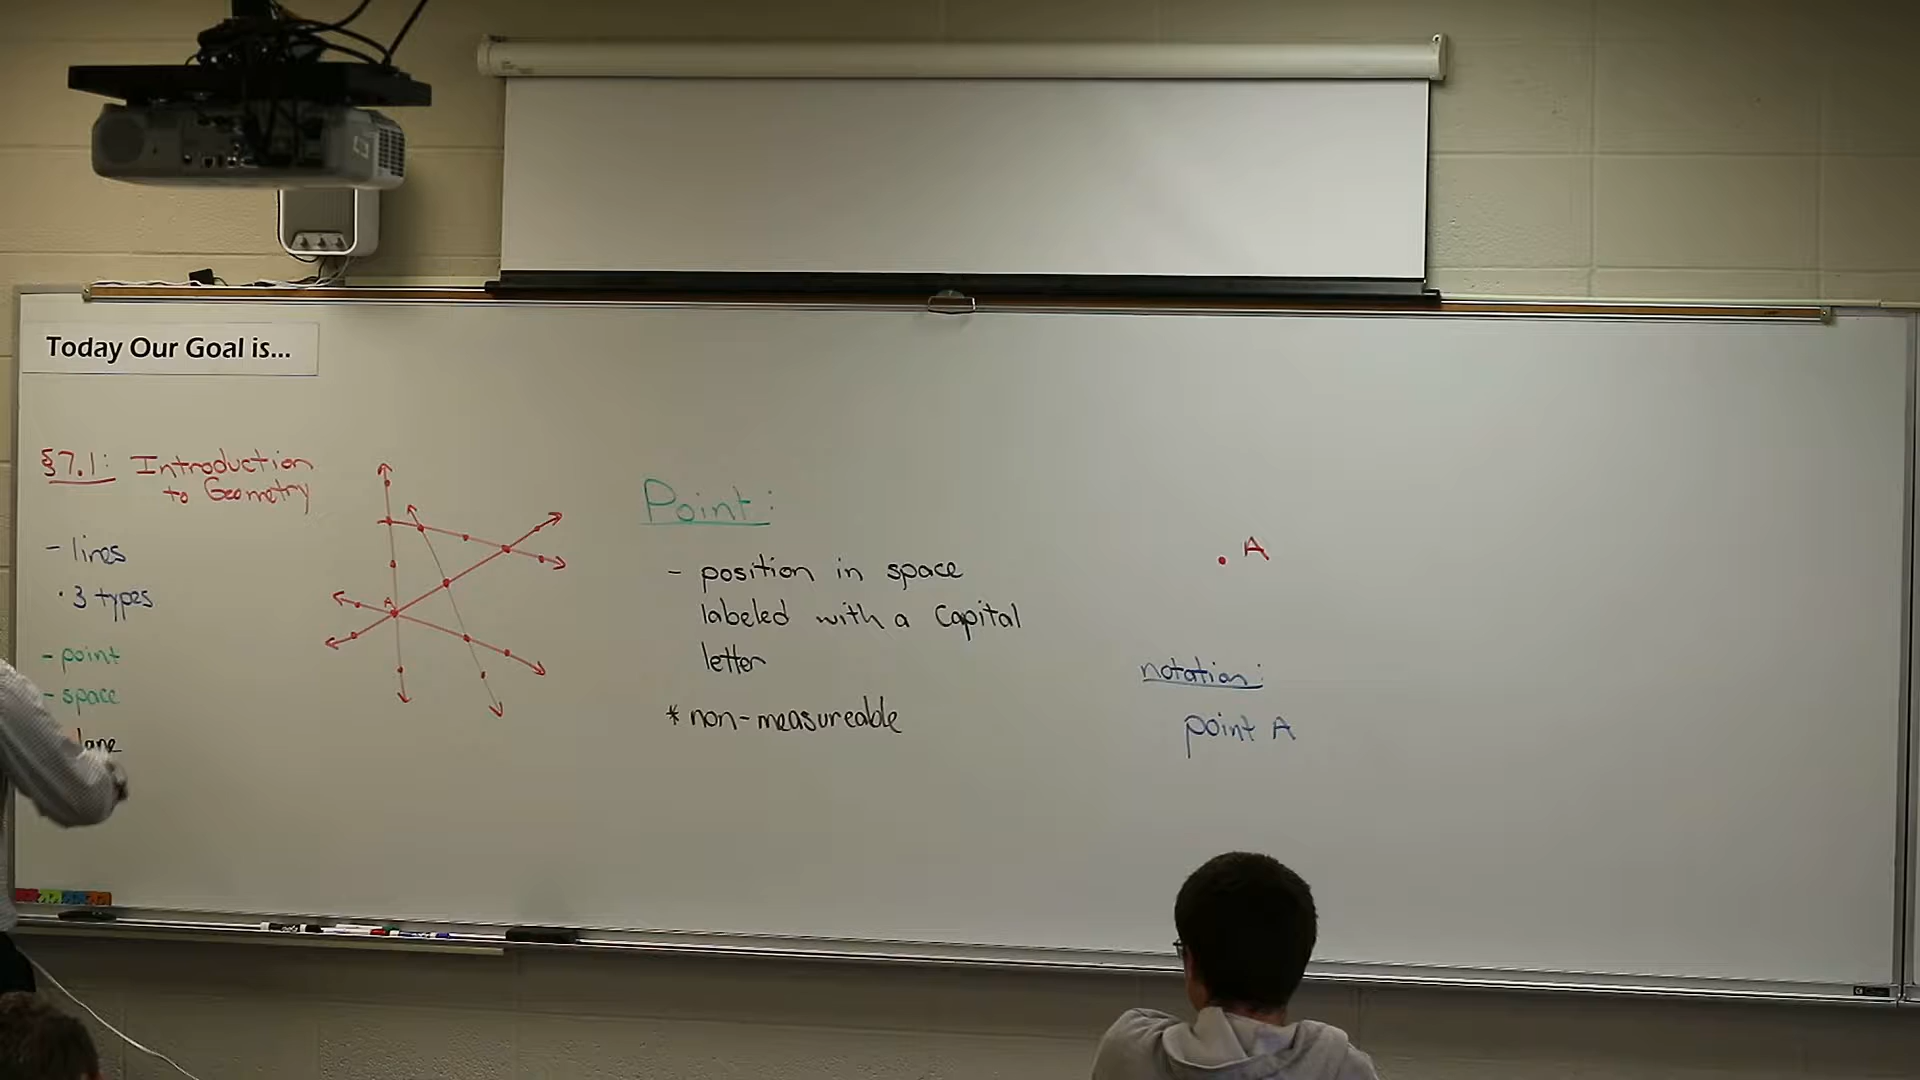 Today Our Goal is...
§7.1: Introduction
to Geometry
- lines
· 3 types
- point
- space
lane
A
Point:
- position in space
labeled with a Capital
letter
* non-measureable
A
notation:
point A